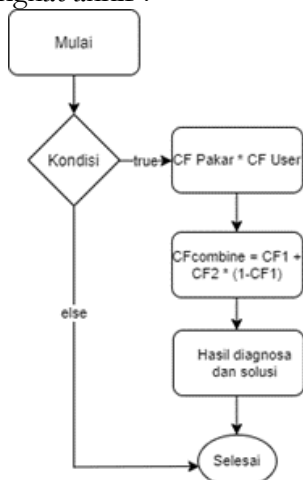 Mulai
Kondisi
true
CF Pakar * CF User
CFcombine = CF1 +
CF2 * (1-CF1)
else
Hasil diagnosa
dan solusi
Selesai